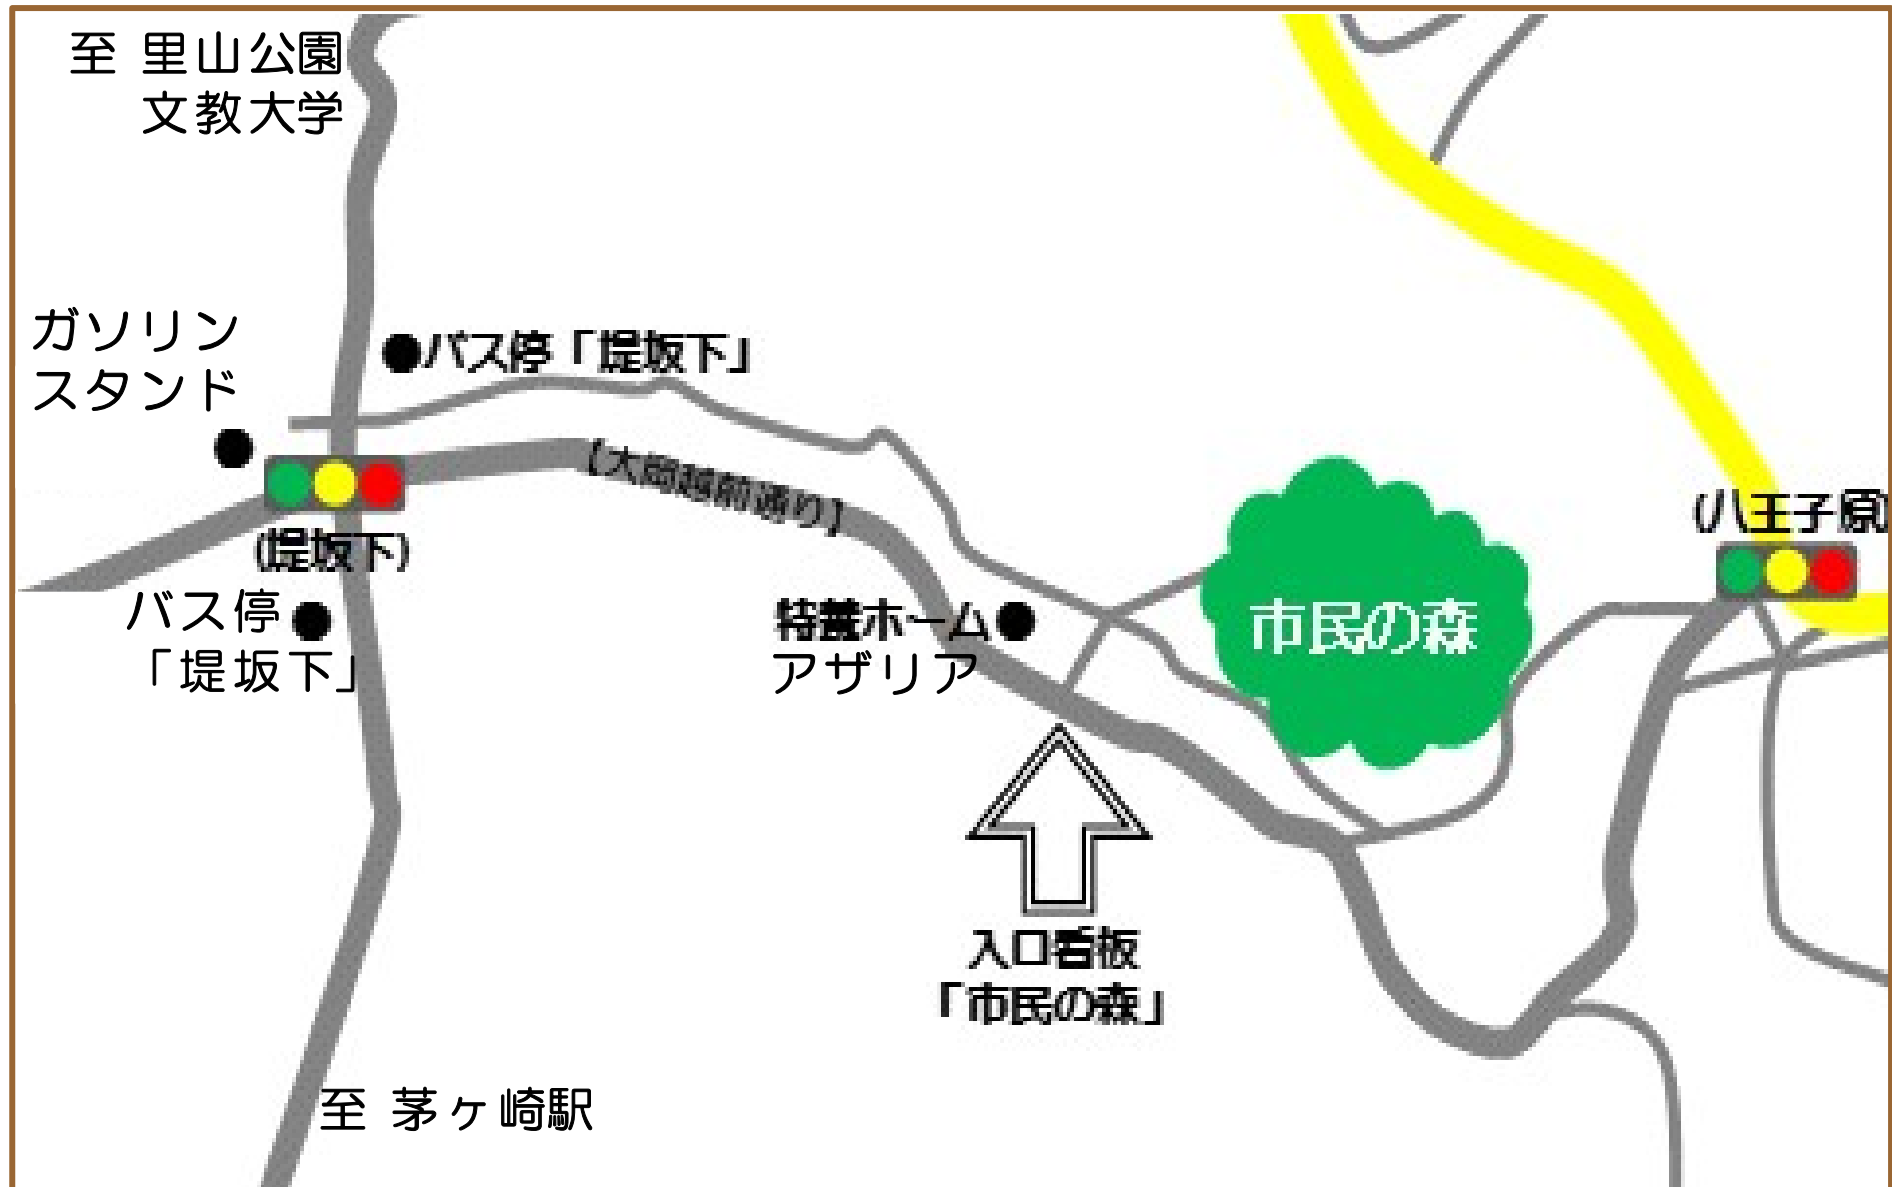 至 里山公園
文教大学
ガソリン
スタンド
バス停「堤坂下」
【大岡越前通り】
(堤坂下)
バス停
「堤坂下」
特養ホーム
アザリア
市民の森
(八王子原)
入口看板
「市民の森」
至 茅ヶ崎駅